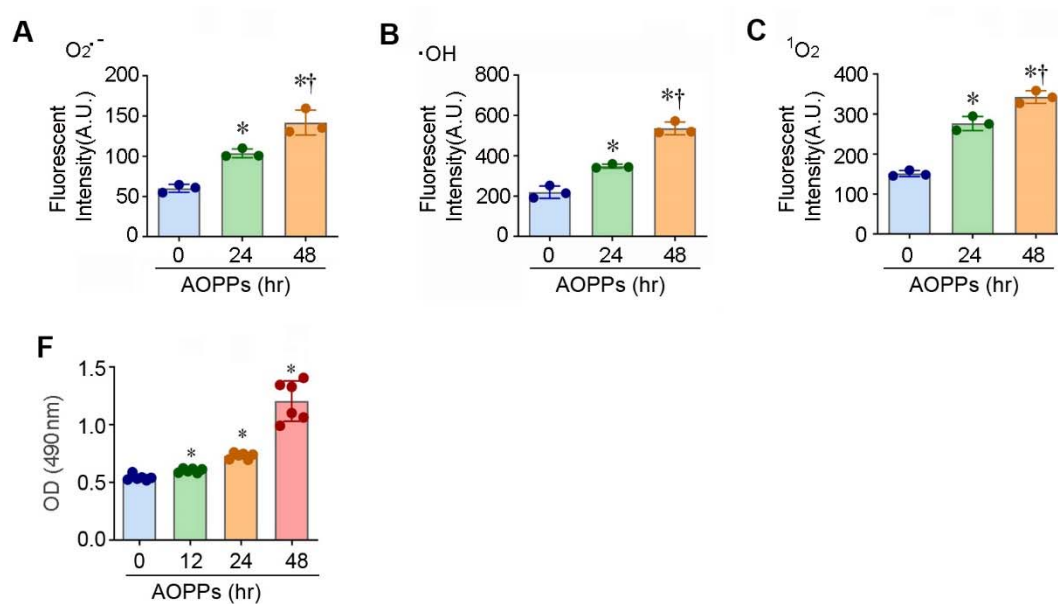 A
O₂·⁻
Fluorescent
Intensity(A.U.)
200
150
100
50
0
*
*†
0 24 48
AOPPs (hr)
B
·OH
Fluorescent
Intensity(A.U.)
800
600
400
200
0
*
*†
0 24 48
AOPPs (hr)
C
¹O₂
Fluorescent
Intensity(A.U.)
400
300
200
100
0
*
*†
0 24 48
AOPPs (hr)
F
OD (490nm)
1.5
1.0
0.5
0.0
*
*
*
0 12 24 48
AOPPs (hr)